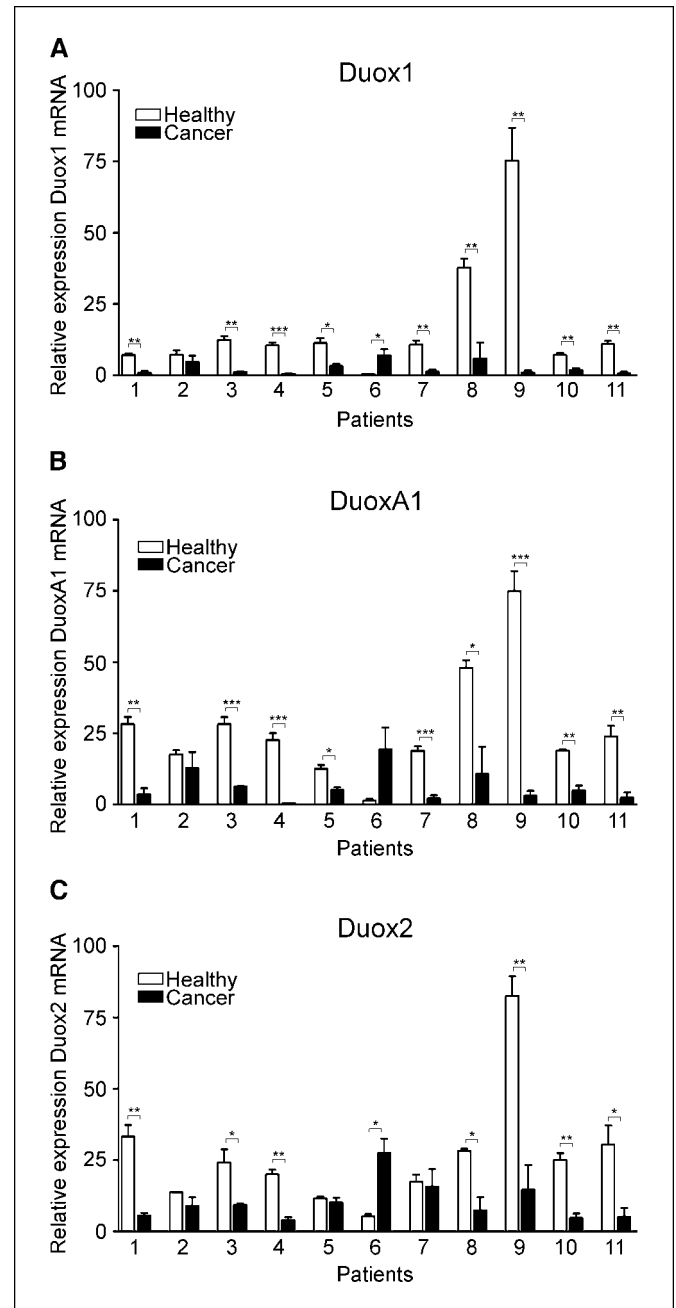 A
Duox1
Relative expression Duox1 mRNA
100
75
50
25
0
Healthy
Cancer
** ** *** * * ** ** ** ** **
1 2 3 4 5 6 7 8 9 10 11
Patients
B
DuoxA1
Relative expression DuoxA1 mRNA
100
75
50
25
0
Healthy
Cancer
** *** *** * *** * *** ** **
1 2 3 4 5 6 7 8 9 10 11
Patients
C
Duox2
Relative expression Duox2 mRNA
100
75
50
25
0
Healthy
Cancer
** * ** * * ** ** *
1 2 3 4 5 6 7 8 9 10 11
Patients